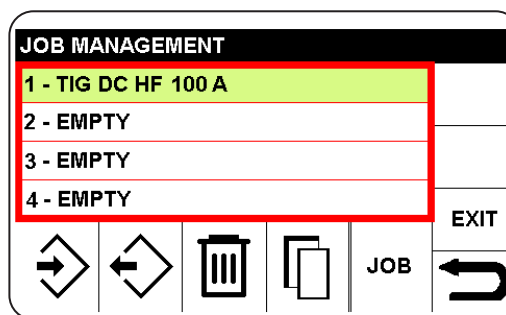 JOB MANAGEMENT
1 - TIG DC HF 100 A
2 - EMPTY
3 - EMPTY
4 - EMPTY
EXIT
JOB